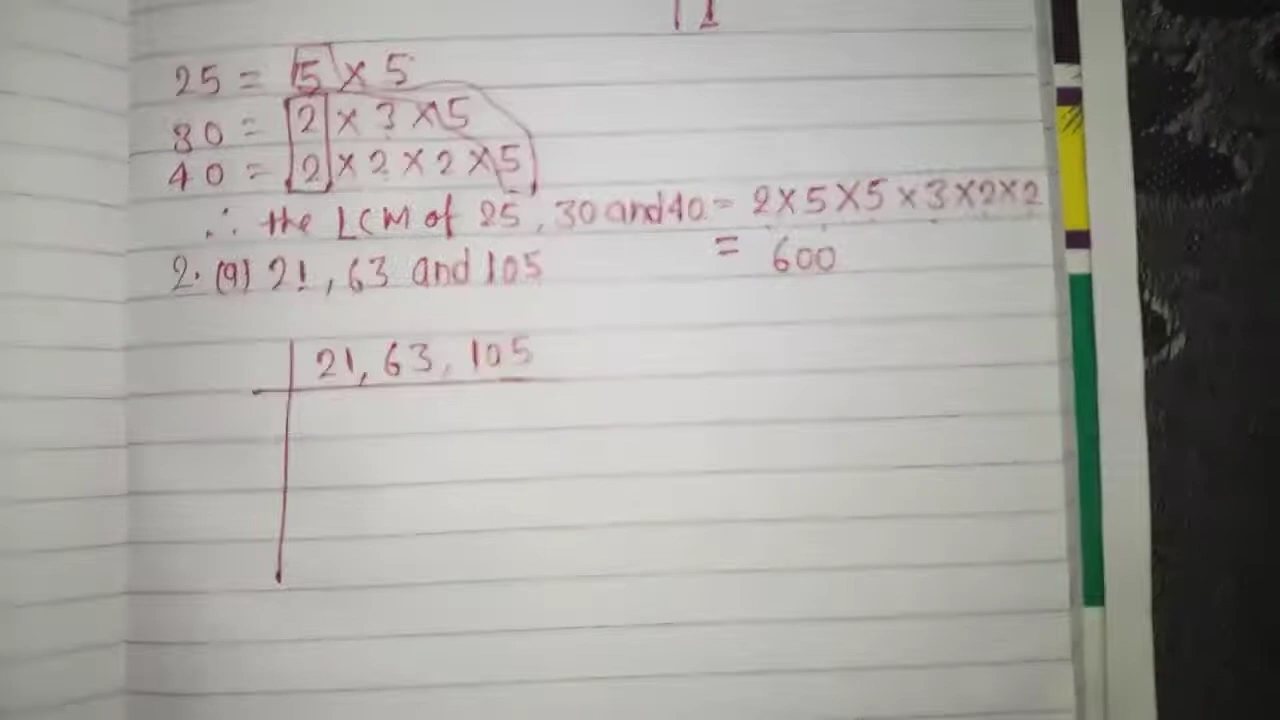 25 = 5 × 5
30 = 2 × 3 × 5
40 = 2 × 2 × 2 × 5
∴ the LCM of 25, 30 and 40 = 2×5×5×3×2×2
= 600
2. (a) 21, 63 and 105
21, 63, 105